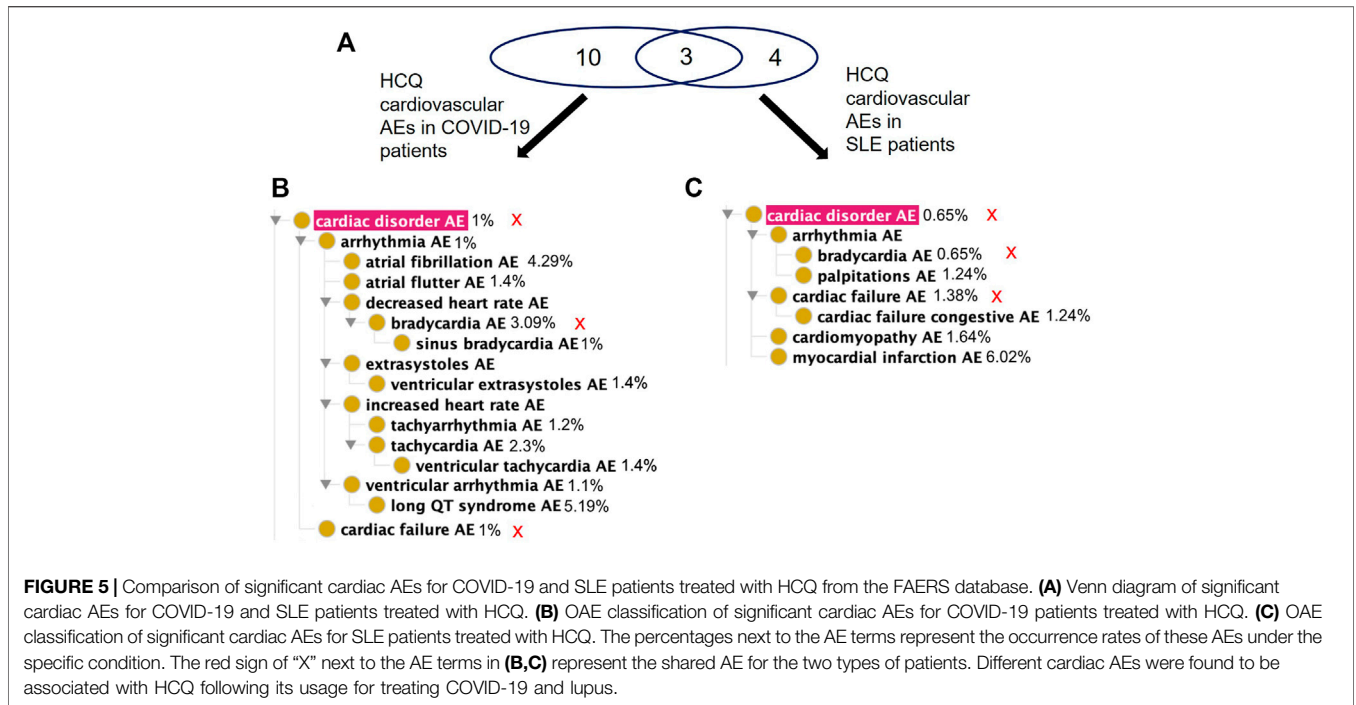 A
10
3
4
HCQ
cardiovascular
AEs in COVID-19
patients
HCQ
cardiovascular
AEs in
SLE patients
B
cardiac disorder AE 1% X
arrhythmia AE 1%
atrial fibrillation AE 4.29%
atrial flutter AE 1.4%
decreased heart rate AE
bradycardia AE 3.09% X
sinus bradycardia AE 1%
extrasystoles AE
ventricular extrasystoles AE 1.4%
increased heart rate AE
tachyarrhythmia AE 1.2%
tachycardia AE 2.3%
ventricular tachycardia AE 1.4%
ventricular arrhythmia AE 1.1%
long QT syndrome AE 5.19%
cardiac failure AE 1% X
C
cardiac disorder AE 0.65% X
arrhythmia AE
bradycardia AE 0.65% X
palpitations AE 1.24%
cardiac failure AE 1.38% X
cardiac failure congestive AE 1.24%
cardiomyopathy AE 1.64%
myocardial infarction AE 6.02%
FIGURE 5 | Comparison of significant cardiac AEs for COVID-19 and SLE patients treated with HCQ from the FAERS database. (A) Venn diagram of significant
cardiac AEs for COVID-19 and SLE patients treated with HCQ. (B) OAE classification of significant cardiac AEs for COVID-19 patients treated with HCQ. (C) OAE
classification of significant cardiac AEs for SLE patients treated with HCQ. The percentages next to the AE terms represent the occurrence rates of these AEs under the
specific condition. The red sign of “X” next to the AE terms in (B,C) represent the shared AE for the two types of patients. Different cardiac AEs were found to be
associated with HCQ following its usage for treating COVID-19 and lupus.